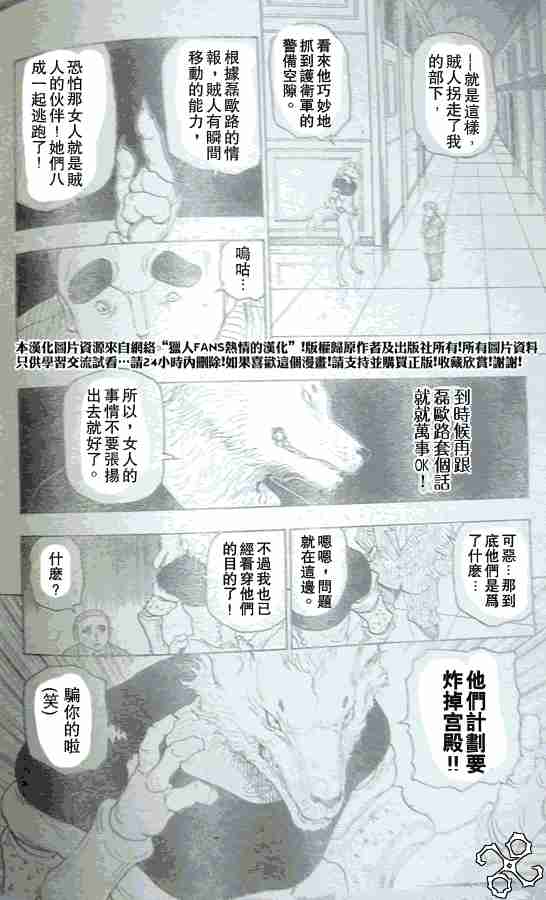 ──就是這樣，
賊人拐走了我
的部下，
看來他巧妙地
抓到護衛軍的
警備空隙。
根據磊歐路的情
報，賊人有瞬間
移動的能力，
恐怕那女人就是賊
人的伙伴！她們八
成一起逃跑了！
嗚咕…
本漢化圖片資源來自網絡“獵人FANS熱情的漢化”！版權歸原作者及出版社所有！所有圖片資料
只供學習交流試看…請24小時內刪除！如果喜歡這個漫畫！請支持並購買正版！收藏欣賞！謝謝！
到時候再跟
磊歐路套個話
就就萬事OK！
所以，女人的
事情不要張揚
出去就好了。
可惡…那到
底他們是爲
了什麽…
嗯嗯，問題
就在這邊。
不過我也已
經看穿他們
的目的了！
什麽？
他們計劃要
炸掉宮殿!!
騙你的啦
(笑)